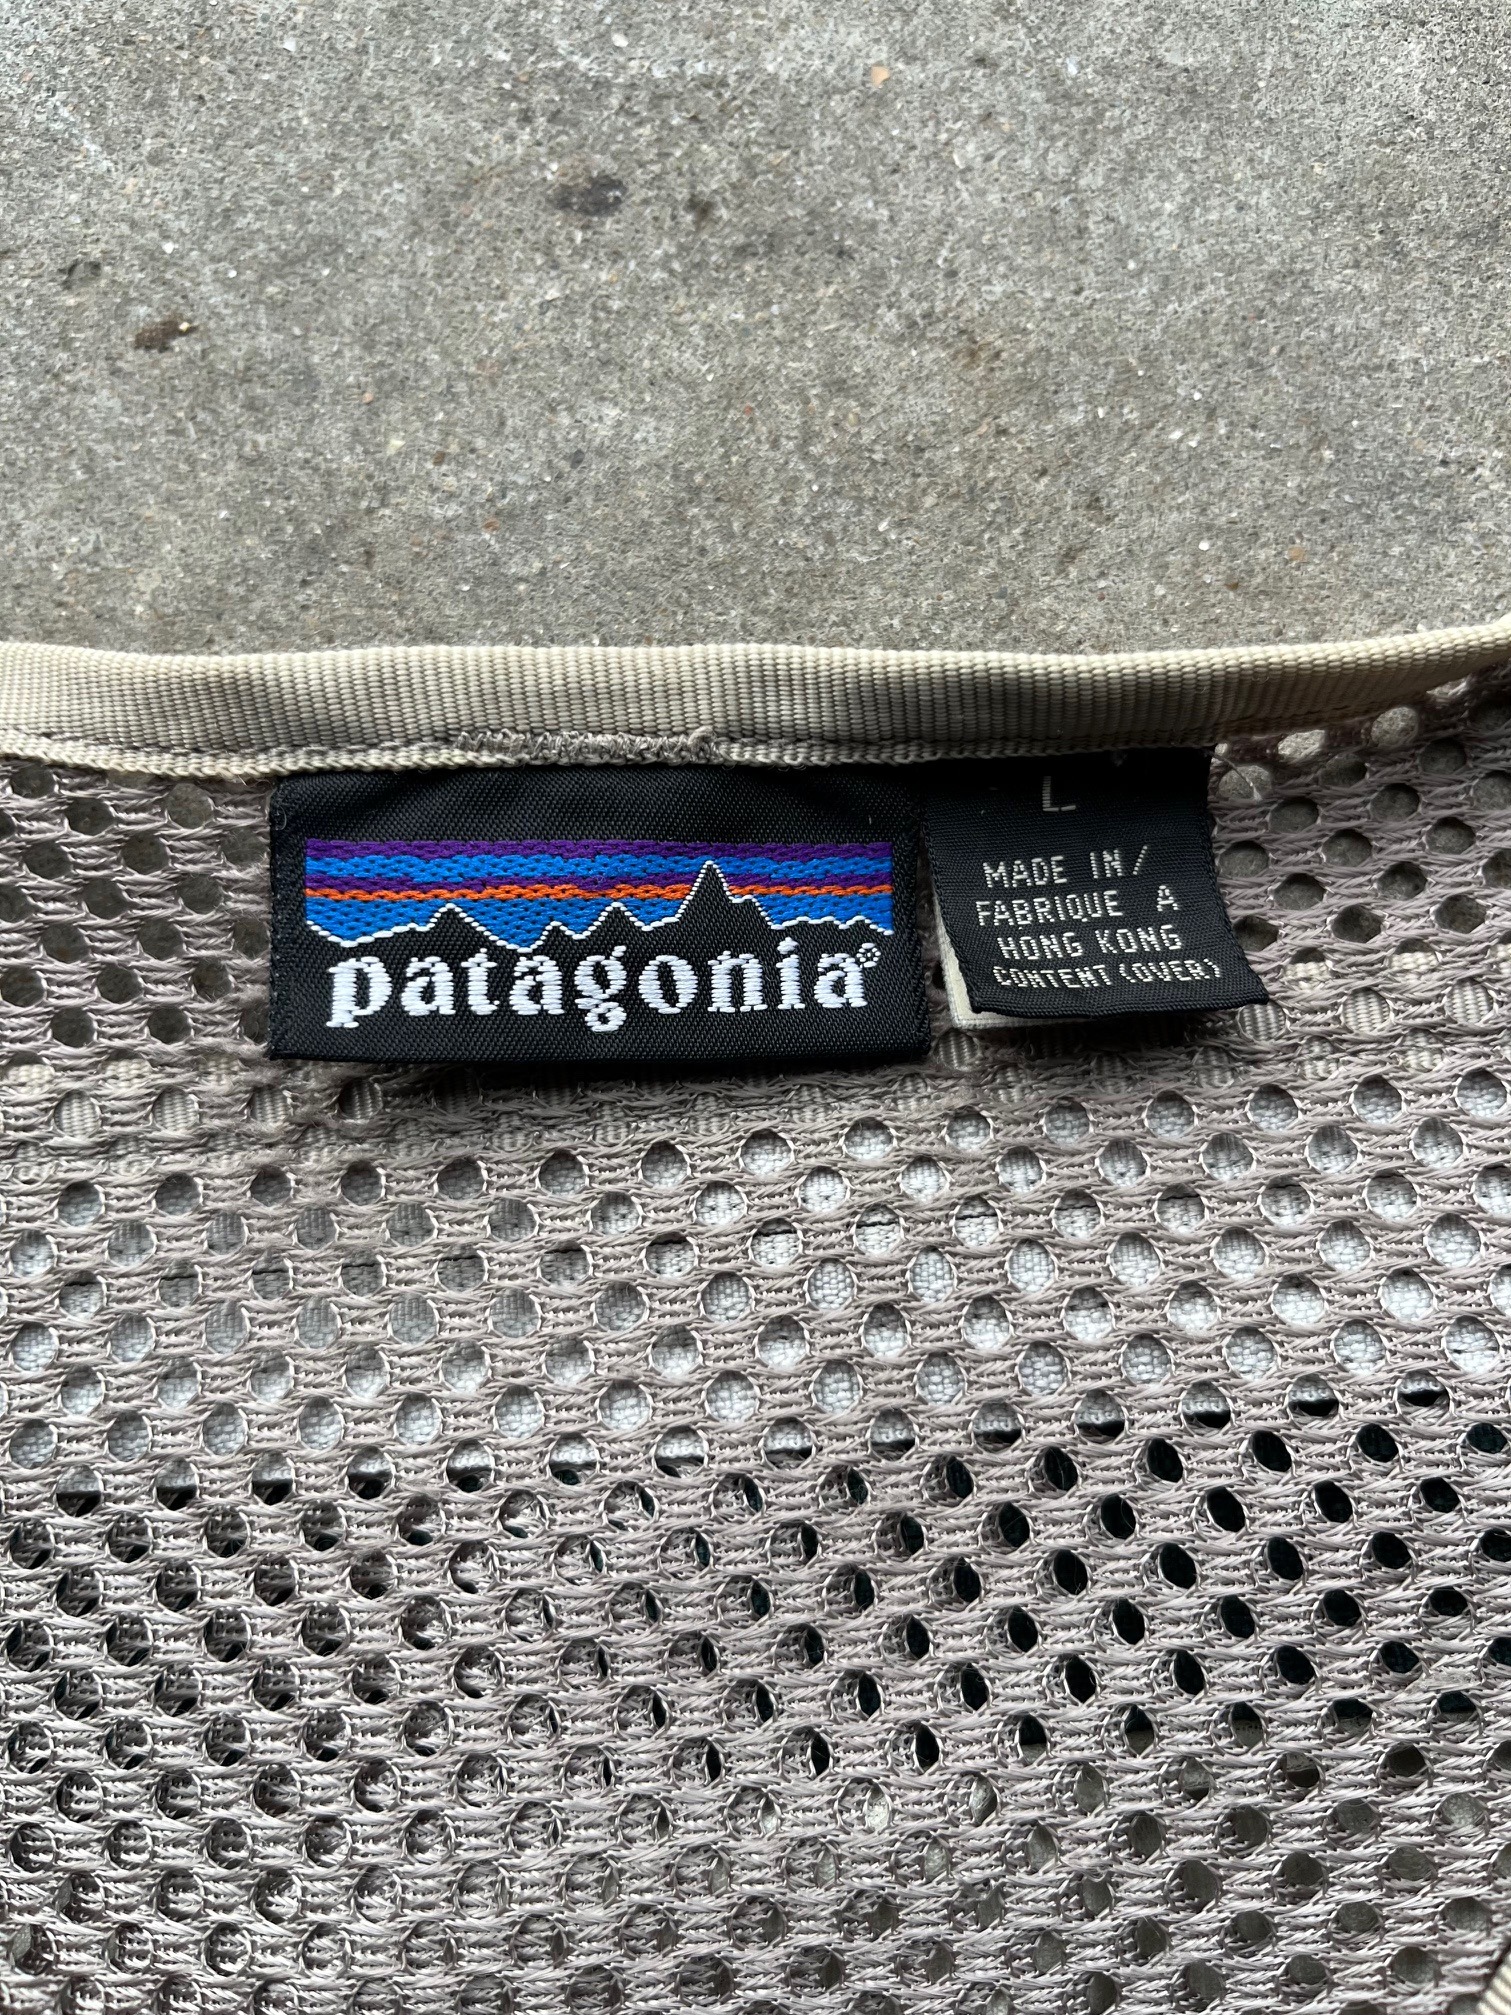 patagonia®
L
MADE IN/
FABRIQUE A
HONG KONG
CONTENT (OVER)